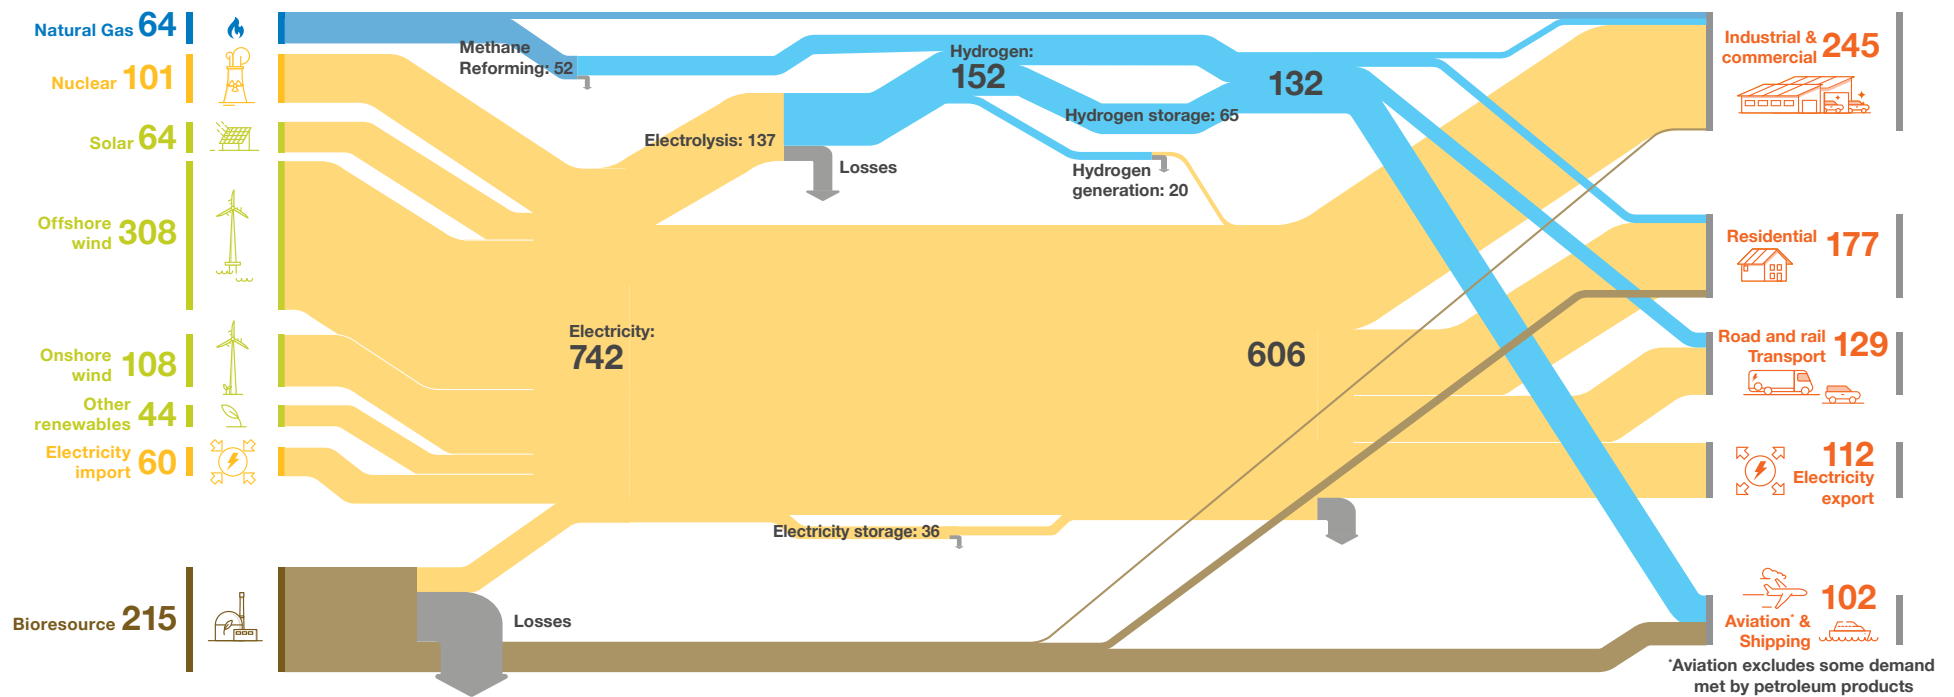 Natural Gas 64
Nuclear 101
Solar 64
Offshore
wind 308
Onshore
wind 108
Other
renewables 44
Electricity
import 60
Bioresource 215
Methane
Reforming: 52
Electrolysis: 137
Losses
Hydrogen:
152
Hydrogen storage: 65
132
Hydrogen
generation: 20
Electricity:
742
606
Electricity storage: 36
Losses
Industrial &
commercial 245
Residential 177
Road and rail
Transport 129
112
Electricity
export
102
Aviation* &
Shipping
*Aviation excludes some demand
met by petroleum products